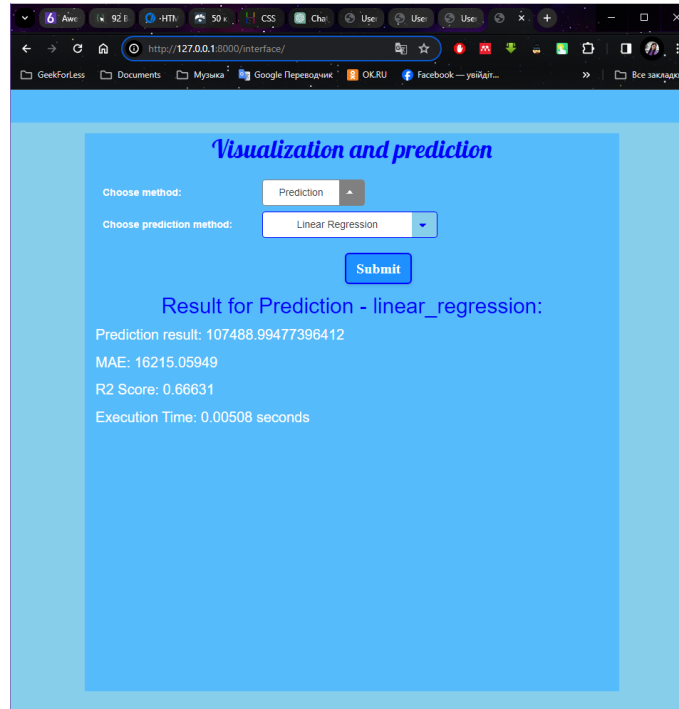 Awe 92 В -HTM 50 к CSS Cha User User User
http://127.0.0.1:8000/interface/
GeekForLess Documents Музыка Google Переводчик OK.RU Facebook — увійдіт... » Все закладки
Visualization and prediction
Choose method: Prediction
Choose prediction method: Linear Regression
Submit
Result for Prediction - linear_regression:
Prediction result: 107488.99477396412
MAE: 16215.05949
R2 Score: 0.66631
Execution Time: 0.00508 seconds